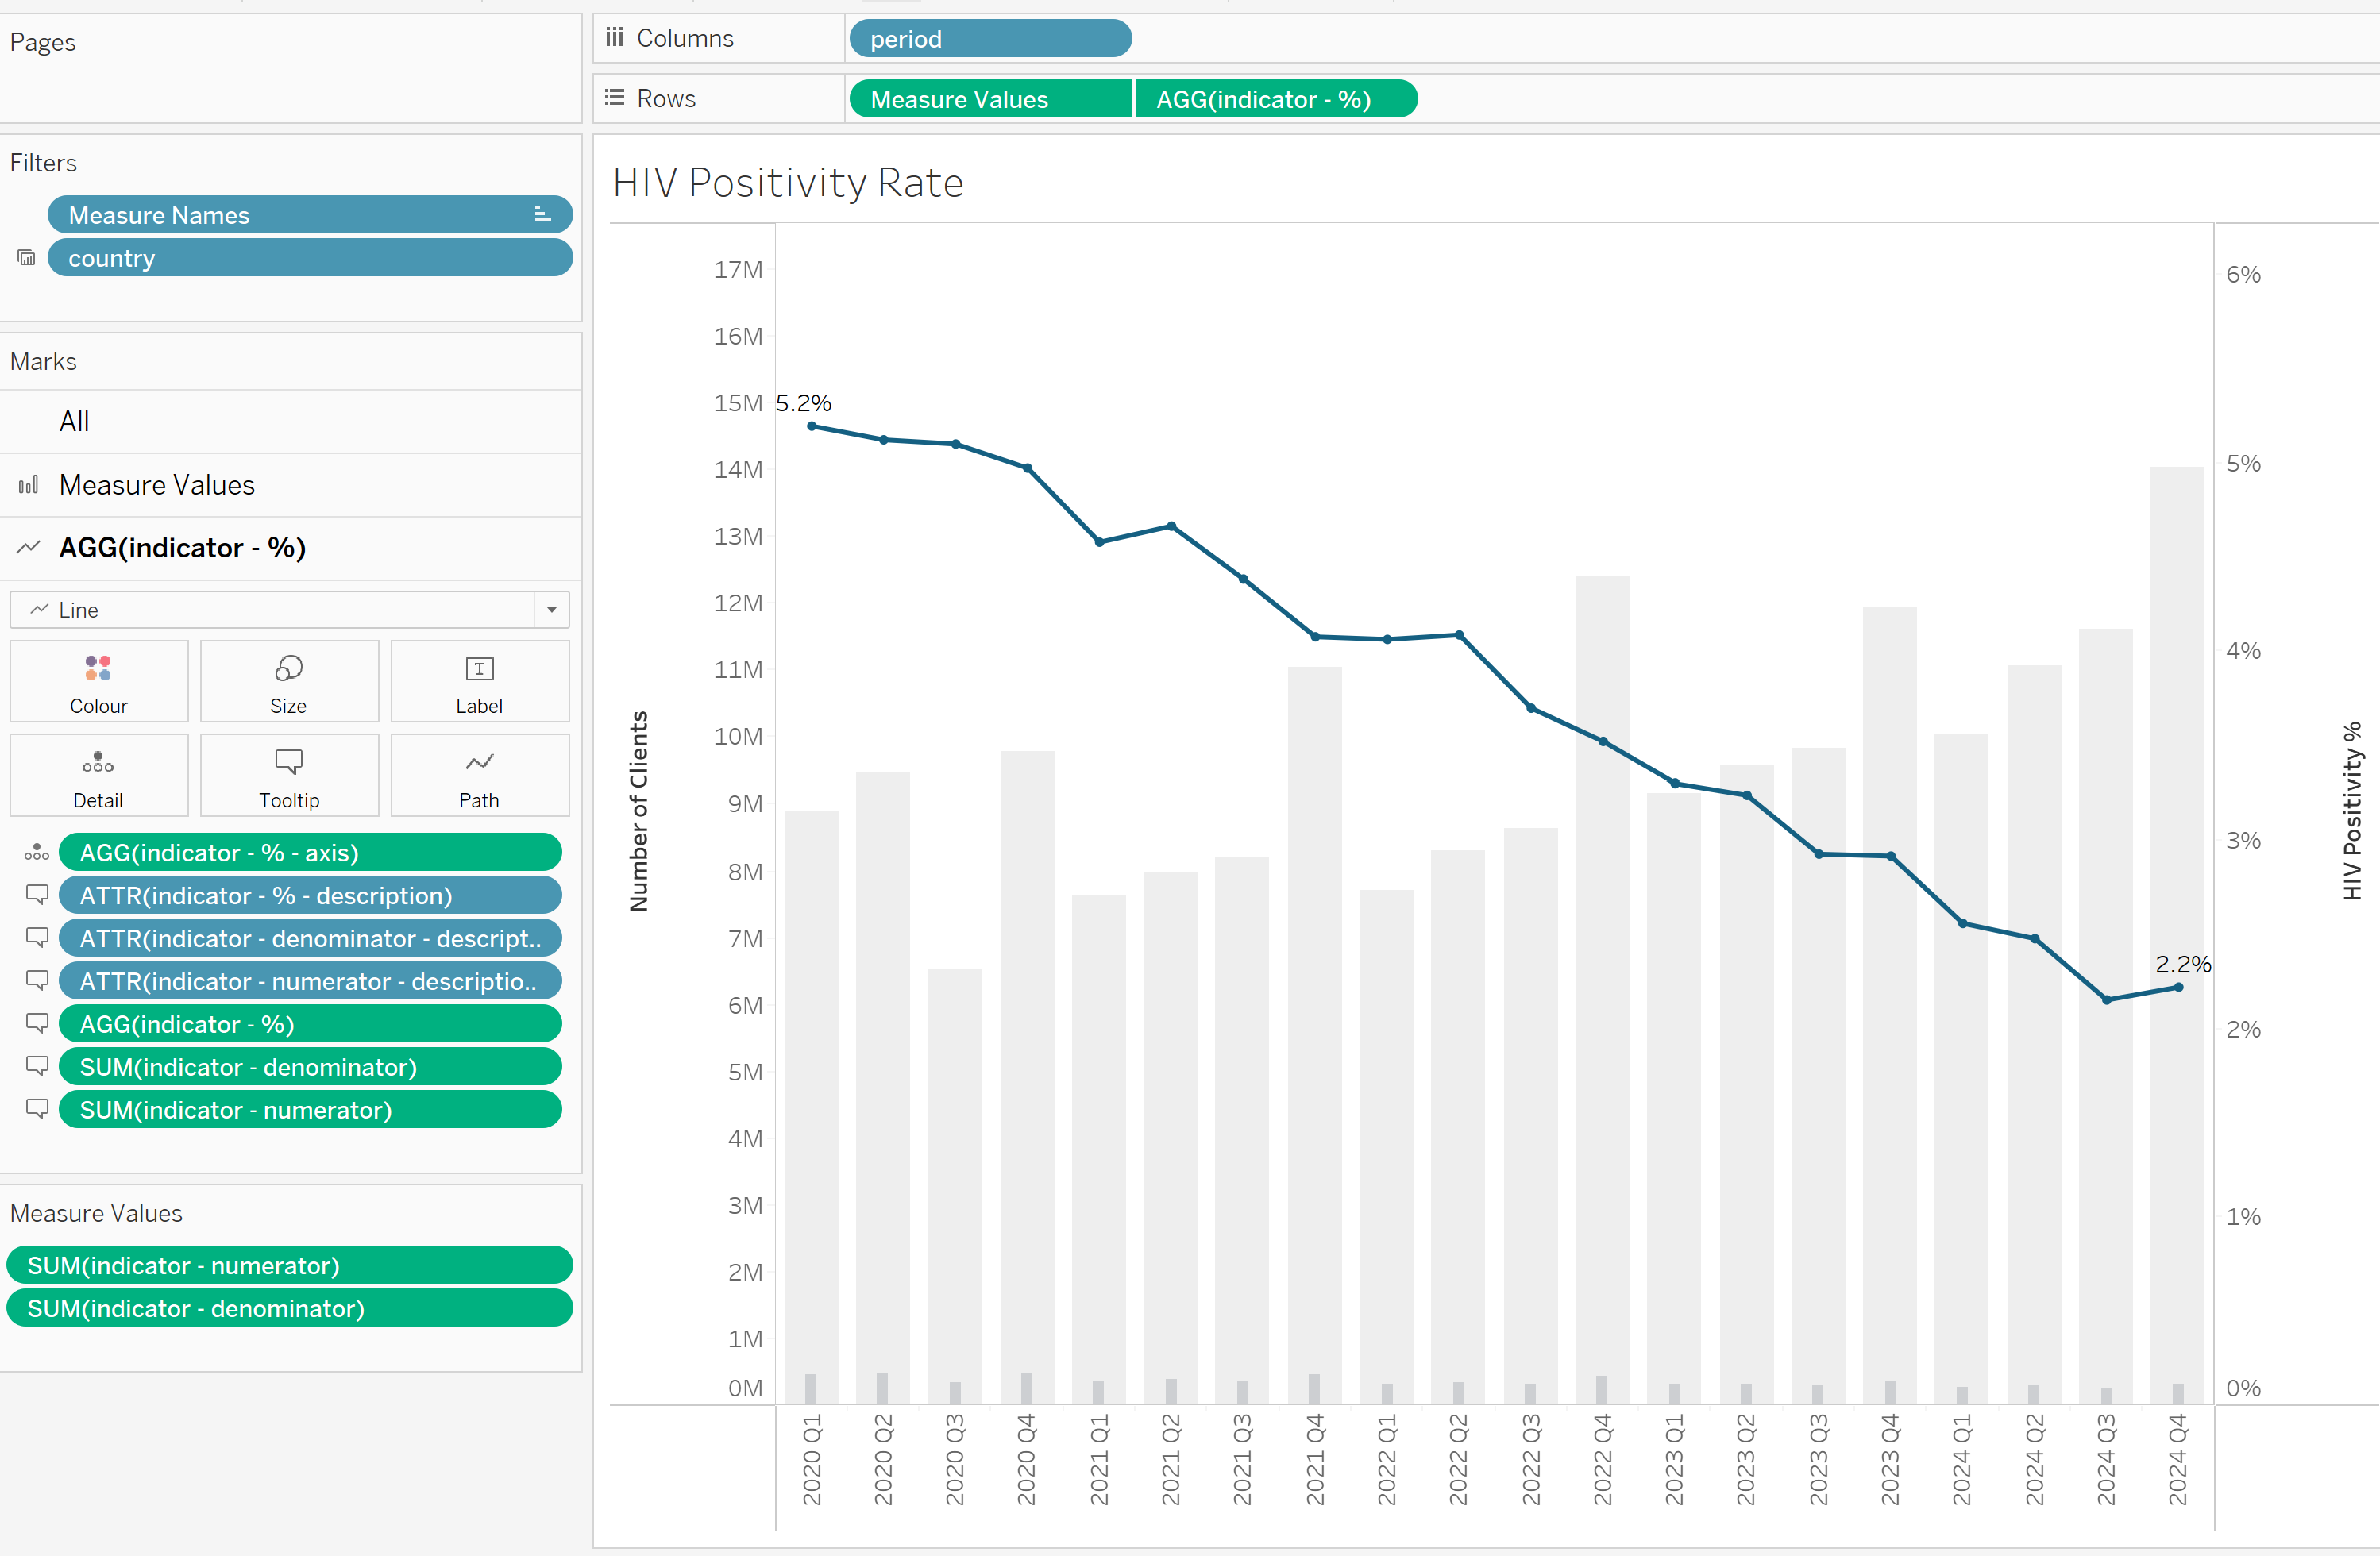 Pages
Columns
period
Rows
Measure Values
AGG(indicator - %)
Filters
Measure Names
country
Marks
All
Measure Values
AGG(indicator - %)
Line
Colour
Size
Label
Detail
Tooltip
Path
AGG(indicator - % - axis)
ATTR(indicator - % - description)
ATTR(indicator - denominator - descript..
ATTR(indicator - numerator - descriptio..
AGG(indicator - %)
SUM(indicator - denominator)
SUM(indicator - numerator)
Measure Values
SUM(indicator - numerator)
SUM(indicator - denominator)
HIV Positivity Rate
Number of Clients
17M
16M
15M
14M
13M
12M
11M
10M
9M
8M
7M
6M
5M
4M
3M
2M
1M
0M
5.2%
2.2%
6%
5%
4%
3%
2%
1%
0%
HIV Positivity %
2020 Q1
2020 Q2
2020 Q3
2020 Q4
2021 Q1
2021 Q2
2021 Q3
2021 Q4
2022 Q1
2022 Q2
2022 Q3
2022 Q4
2023 Q1
2023 Q2
2023 Q3
2023 Q4
2024 Q1
2024 Q2
2024 Q3
2024 Q4